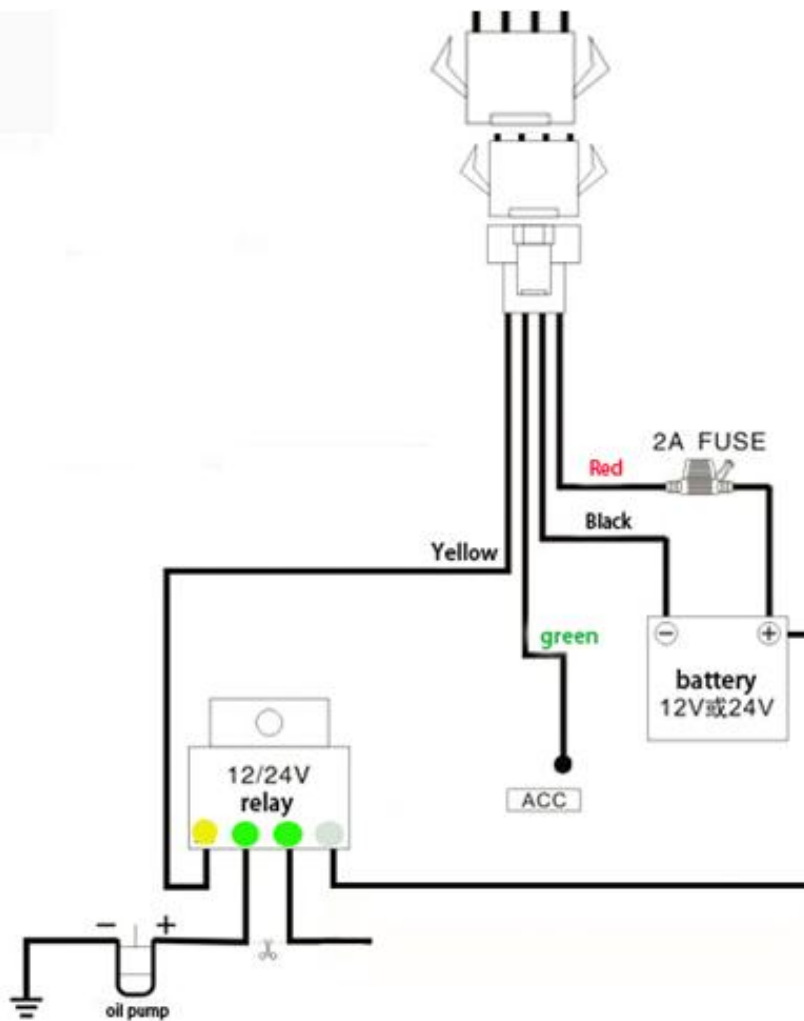 2A FUSE
Red
Black
Yellow
green
− +
battery
12V或24V
12/24V
relay
ACC
− +
oil pump